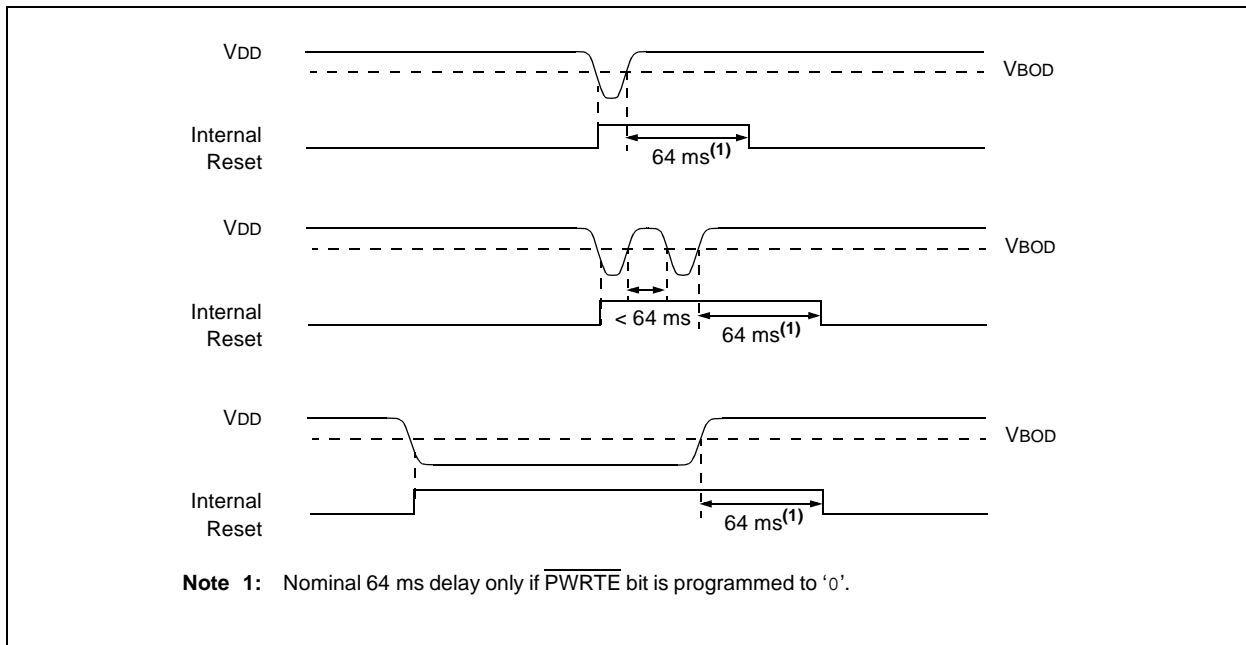 VDD
VBOD
Internal
Reset
64 ms(1)
VDD
VBOD
Internal
Reset
< 64 ms
64 ms(1)
VDD
VBOD
Internal
Reset
64 ms(1)
Note 1: Nominal 64 ms delay only if PWRTE bit is programmed to ‘0’.